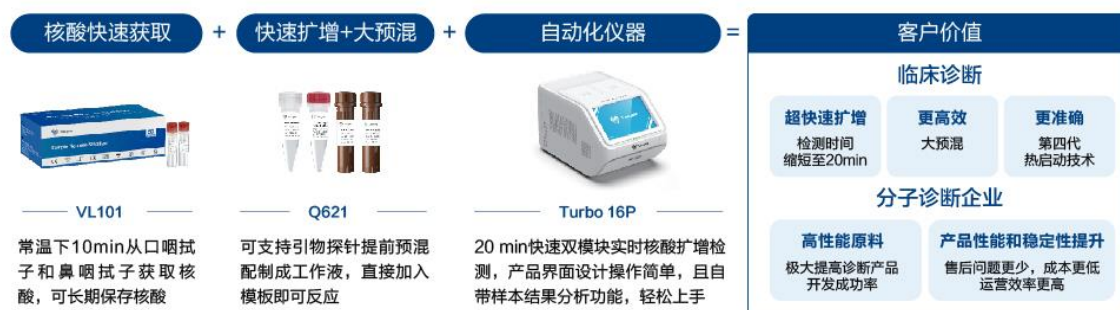 核酸快速获取 + 快速扩增+大预混 + 自动化仪器 = 客户价值
VL101
常温下10min从口咽拭
子和鼻咽拭子获取核
酸，可长期保存核酸
Q621
可支持引物探针提前预混
配制成工作液，直接加入
模板即可反应
Turbo 16P
20 min快速双模块实时核酸扩增检
测，产品界面设计操作简单，且自
带样本结果分析功能，轻松上手
临床诊断
超快速扩增
检测时间
缩短至20min
更高效
大预混
更准确
第四代
热启动技术
分子诊断企业
高性能原料
极大提高诊断产品
开发成功率
产品性能和稳定性提升
售后问题更少，成本更低
运营效率更高